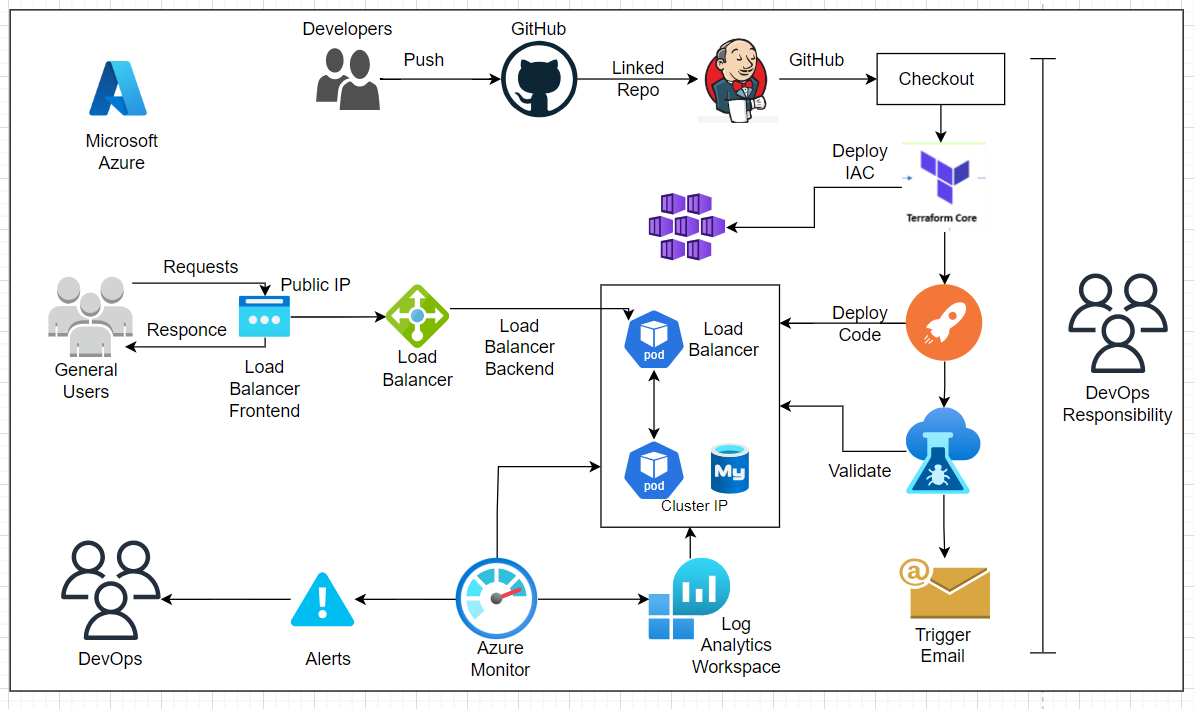 Developers
GitHub
Push
Linked
Repo
GitHub
Checkout
Microsoft
Azure
Deploy
IAC
Terraform Core
Requests
Public IP
Responce
General
Users
Load
Balancer
Frontend
Load
Balancer
Load
Balancer
Backend
pod
Load
Balancer
Deploy
Code
DevOps
Responsibility
pod
My
Cluster IP
Validate
@
DevOps
Alerts
Azure
Monitor
Log
Analytics
Workspace
Trigger
Email